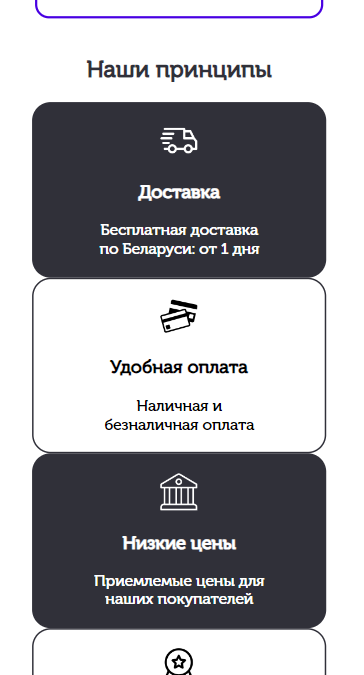 Наши принципы
Доставка
Бесплатная доставка
по Беларуси: от 1 дня
Удобная оплата
Наличная и
безналичная оплата
Низкие цены
Приемлемые цены для
наших покупателей